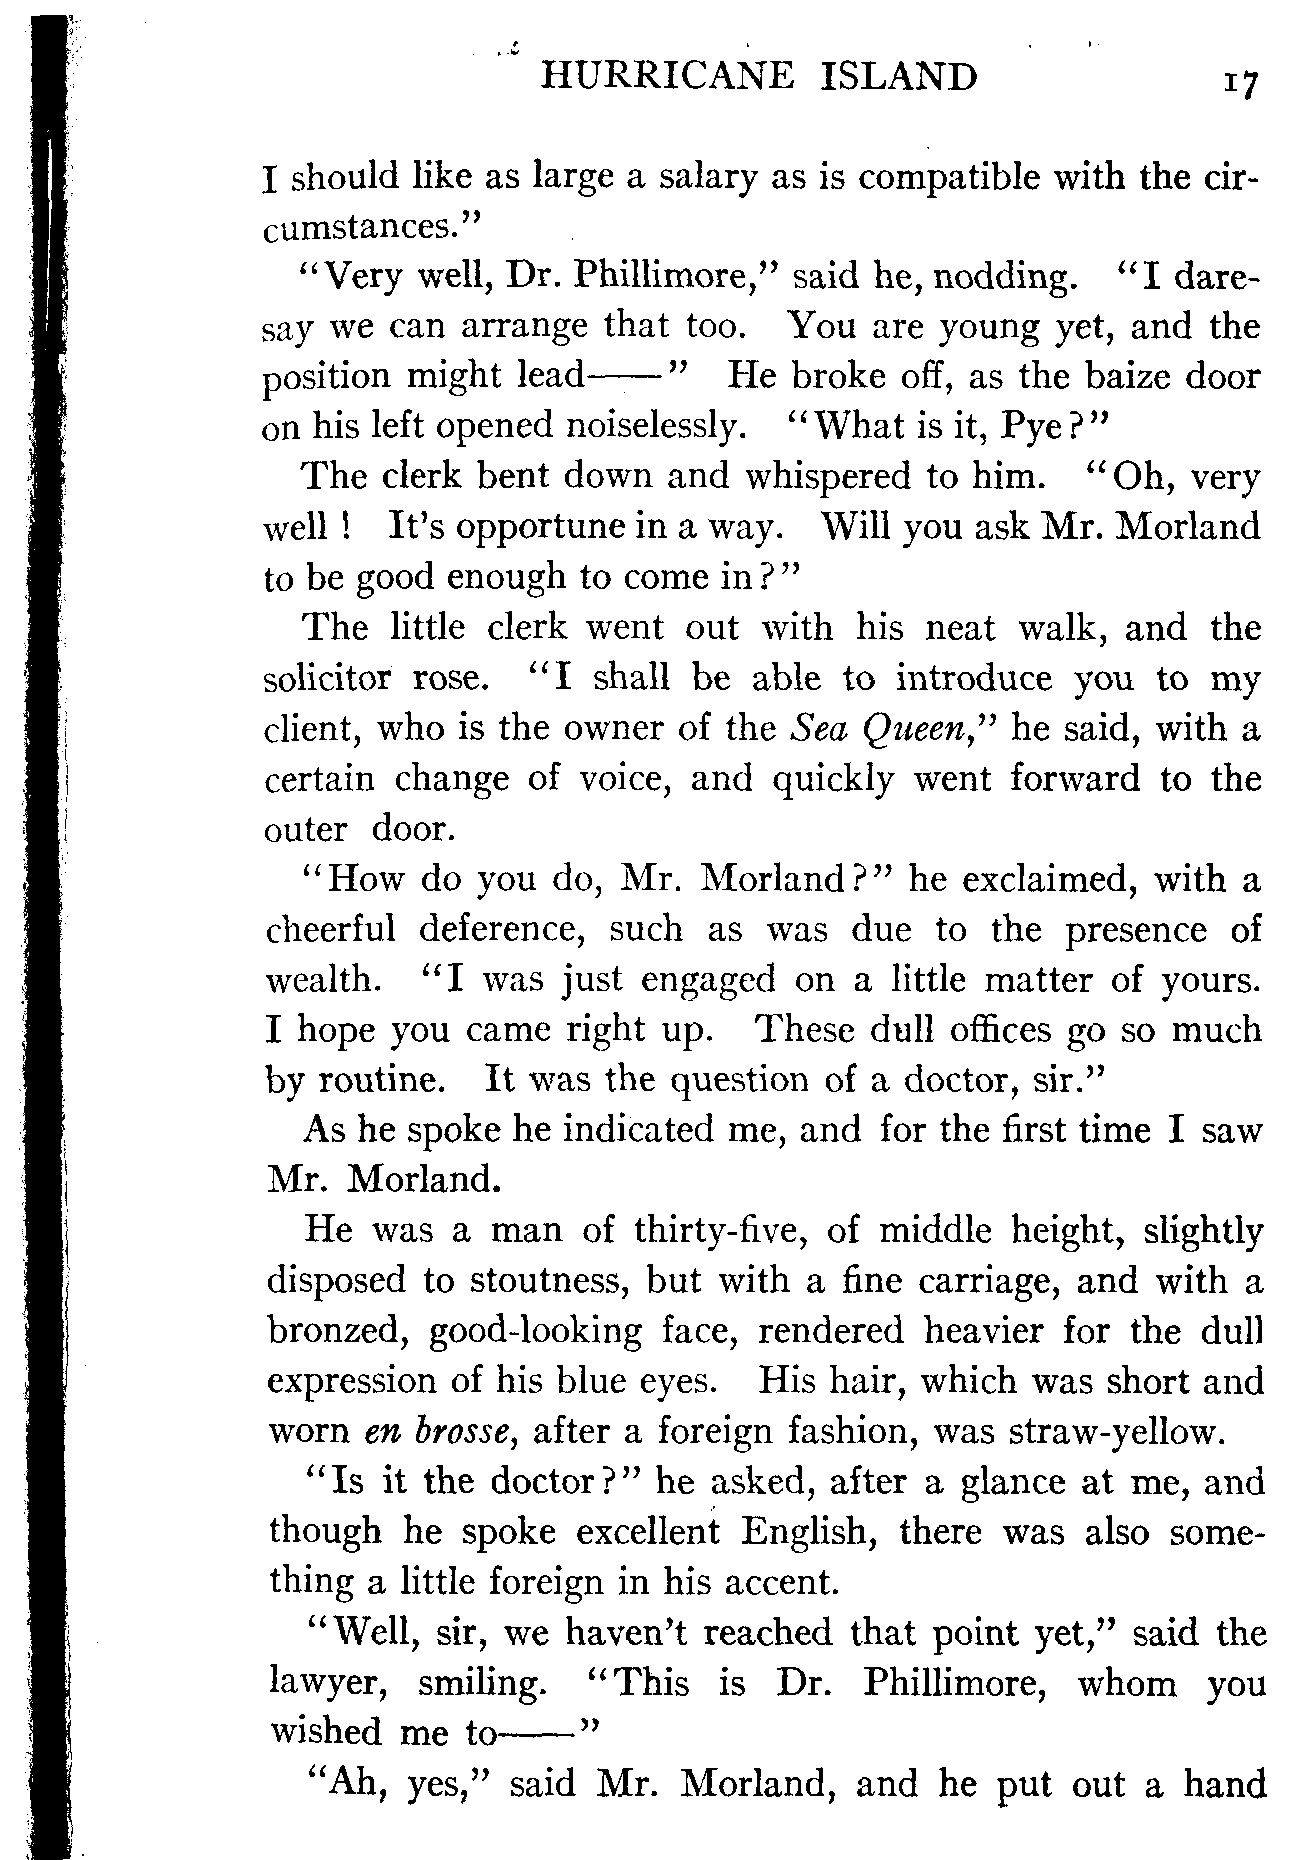 HURRICANE ISLAND 17
I should like as large a salary as is compatible with the cir-
cumstances."
"Very well, Dr. Phillimore," said he, nodding. "I dare-
say we can arrange that too. You are young yet, and the
position might lead——" He broke off, as the baize door
on his left opened noiselessly. "What is it, Pye?"
The clerk bent down and whispered to him. "Oh, very
well! It's opportune in a way. Will you ask Mr. Morland
to be good enough to come in?"
The little clerk went out with his neat walk, and the
solicitor rose. "I shall be able to introduce you to my
client, who is the owner of the Sea Queen," he said, with a
certain change of voice, and quickly went forward to the
outer door.
"How do you do, Mr. Morland?" he exclaimed, with a
cheerful deference, such as was due to the presence of
wealth. "I was just engaged on a little matter of yours.
I hope you came right up. These dull offices go so much
by routine. It was the question of a doctor, sir."
As he spoke he indicated me, and for the first time I saw
Mr. Morland.
He was a man of thirty-five, of middle height, slightly
disposed to stoutness, but with a fine carriage, and with a
bronzed, good-looking face, rendered heavier for the dull
expression of his blue eyes. His hair, which was short and
worn en brosse, after a foreign fashion, was straw-yellow.
"Is it the doctor?" he asked, after a glance at me, and
though he spoke excellent English, there was also some-
thing a little foreign in his accent.
"Well, sir, we haven't reached that point yet," said the
lawyer, smiling. "This is Dr. Phillimore, whom you
wished me to——"
"Ah, yes," said Mr. Morland, and he put out a hand